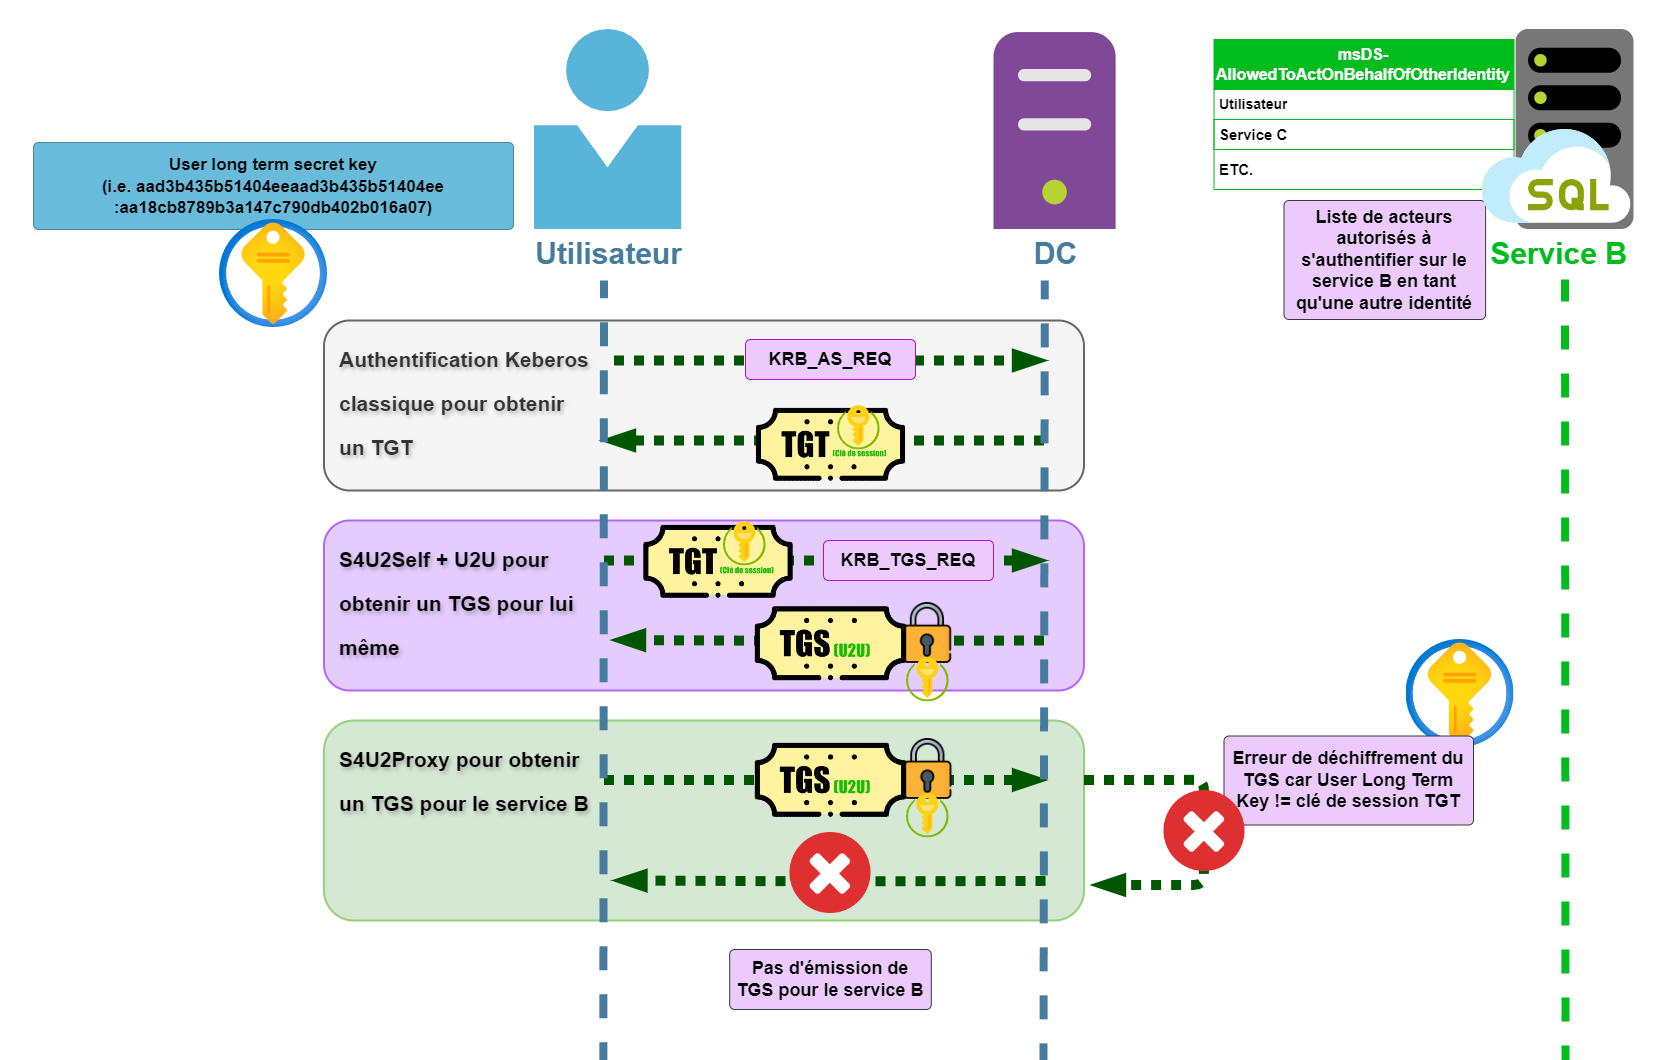 msDS-
AllowedToActOnBehalfOfOtherIdentity
Utilisateur
Service C
ETC.
SQL
User long term secret key
(i.e. aad3b435b51404eeaad3b435b51404ee
:aa18cb8789b3a147c790db402b016a07)
Utilisateur
DC
Service B
Liste de acteurs
autorisés à
s'authentifier sur le
service B en tant
qu'une autre identité
Authentification Keberos
classique pour obtenir
un TGT
KRB_AS_REQ
TGT
(Clé de session)
S4U2Self + U2U pour
obtenir un TGS pour lui
même
TGT
(Clé de session)
KRB_TGS_REQ
TGS (U2U)
S4U2Proxy pour obtenir
un TGS pour le service B
TGS (U2U)
Erreur de déchiffrement du
TGS car User Long Term
Key != clé de session TGT
Pas d'émission de
TGS pour le service B